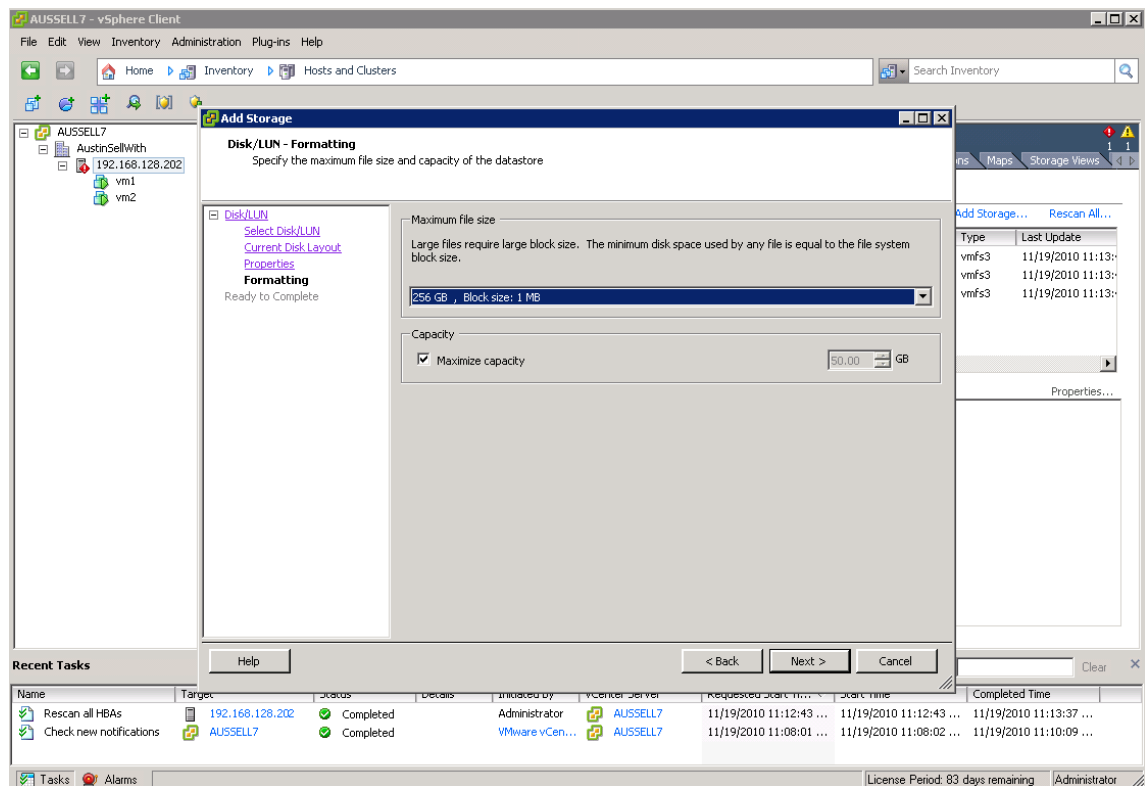 AUSSELL7 - vSphere Client
File Edit View Inventory Administration Plug-ins Help
Home Inventory Hosts and Clusters Search Inventory
AUSSELL7
AustinSellWith
192.168.128.202
vm1
vm2
Add Storage
Disk/LUN - Formatting
Specify the maximum file size and capacity of the datastore
Disk/LUN
Select Disk/LUN
Current Disk Layout
Properties
Formatting
Ready to Complete
Maximum file size
Large files require large block size. The minimum disk space used by any file is equal to the file system
block size.
256 GB , Block size: 1 MB
Capacity
Maximize capacity 50.00 GB
Help < Back Next > Cancel
1 1
Maps Storage Views
Add Storage... Rescan All...
Type Last Update
vmfs3 11/19/2010 11:13:
vmfs3 11/19/2010 11:13:
vmfs3 11/19/2010 11:13:
Properties...
Recent Tasks Clear
Name Target Status Details Initiated by vCenter Server Requested Start Ti... Start Time Completed Time
Rescan all HBAs 192.168.128.202 Completed Administrator AUSSELL7 11/19/2010 11:12:43 ... 11/19/2010 11:12:43 ... 11/19/2010 11:13:37 ...
Check new notifications AUSSELL7 Completed VMware vCen... AUSSELL7 11/19/2010 11:08:01 ... 11/19/2010 11:08:02 ... 11/19/2010 11:10:09 ...
Tasks Alarms License Period: 83 days remaining Administrator